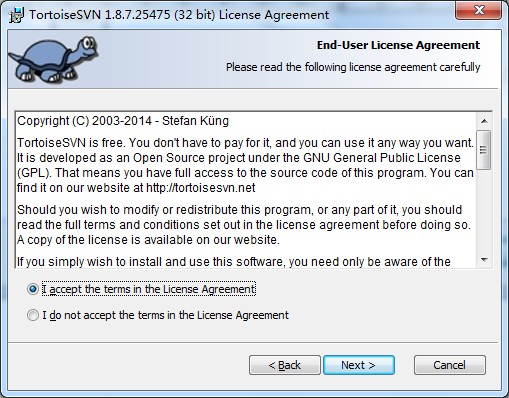 TortoiseSVN 1.8.7.25475 (32 bit) License Agreement
End-User License Agreement
Please read the following license agreement carefully
Copyright (C) 2003-2014 - Stefan Küng
TortoiseSVN is free. You don't have to pay for it, and you can use it any way you want.
It is developed as an Open Source project under the GNU General Public License
(GPL). That means you have full access to the source code of this program. You can
find it on our website at http://tortoisesvn.net
Should you wish to modify or redistribute this program, or any part of it, you should
read the full terms and conditions set out in the license agreement before doing so.
A copy of the license is available on our website.
If you simply wish to install and use this software, you need only be aware of the
I accept the terms in the License Agreement
I do not accept the terms in the License Agreement
< Back
Next >
Cancel